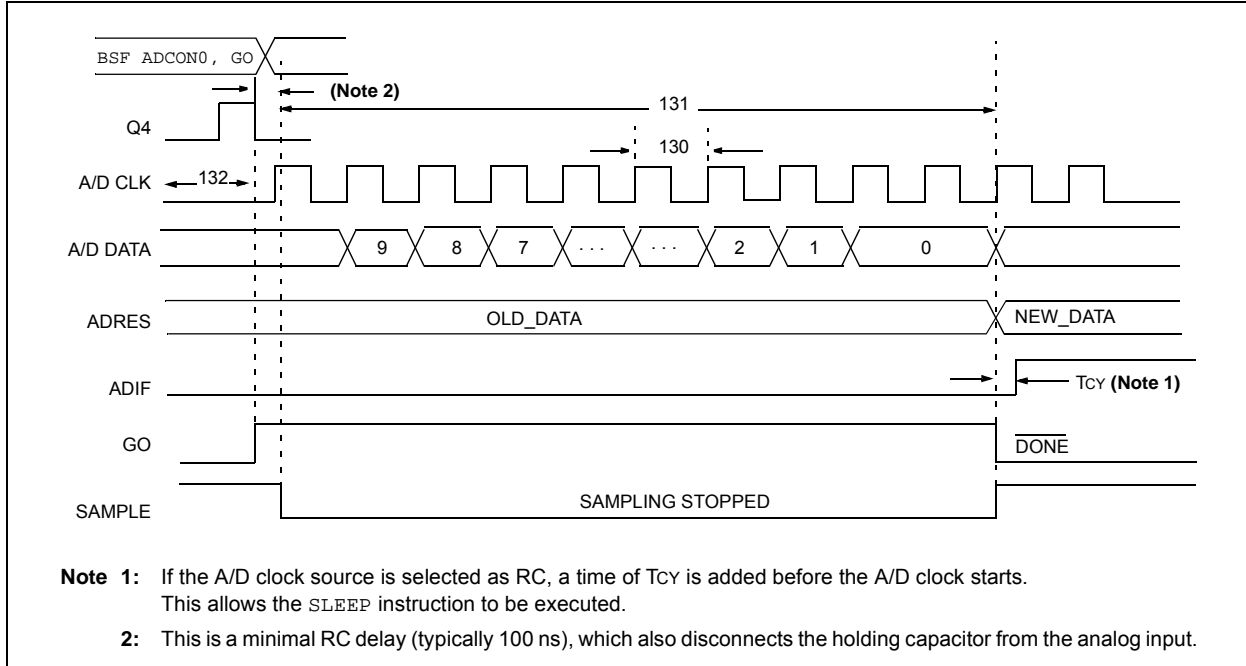 BSF ADCON0, GO
(Note 2)
131
Q4
130
A/D CLK
132
A/D DATA
9 8 7 · · · · · · 2 1 0
ADRES
OLD_DATA
NEW_DATA
ADIF
TCY (Note 1)
GO
DONE
SAMPLE
SAMPLING STOPPED
Note 1: If the A/D clock source is selected as RC, a time of TCY is added before the A/D clock starts.
This allows the SLEEP instruction to be executed.
2: This is a minimal RC delay (typically 100 ns), which also disconnects the holding capacitor from the analog input.